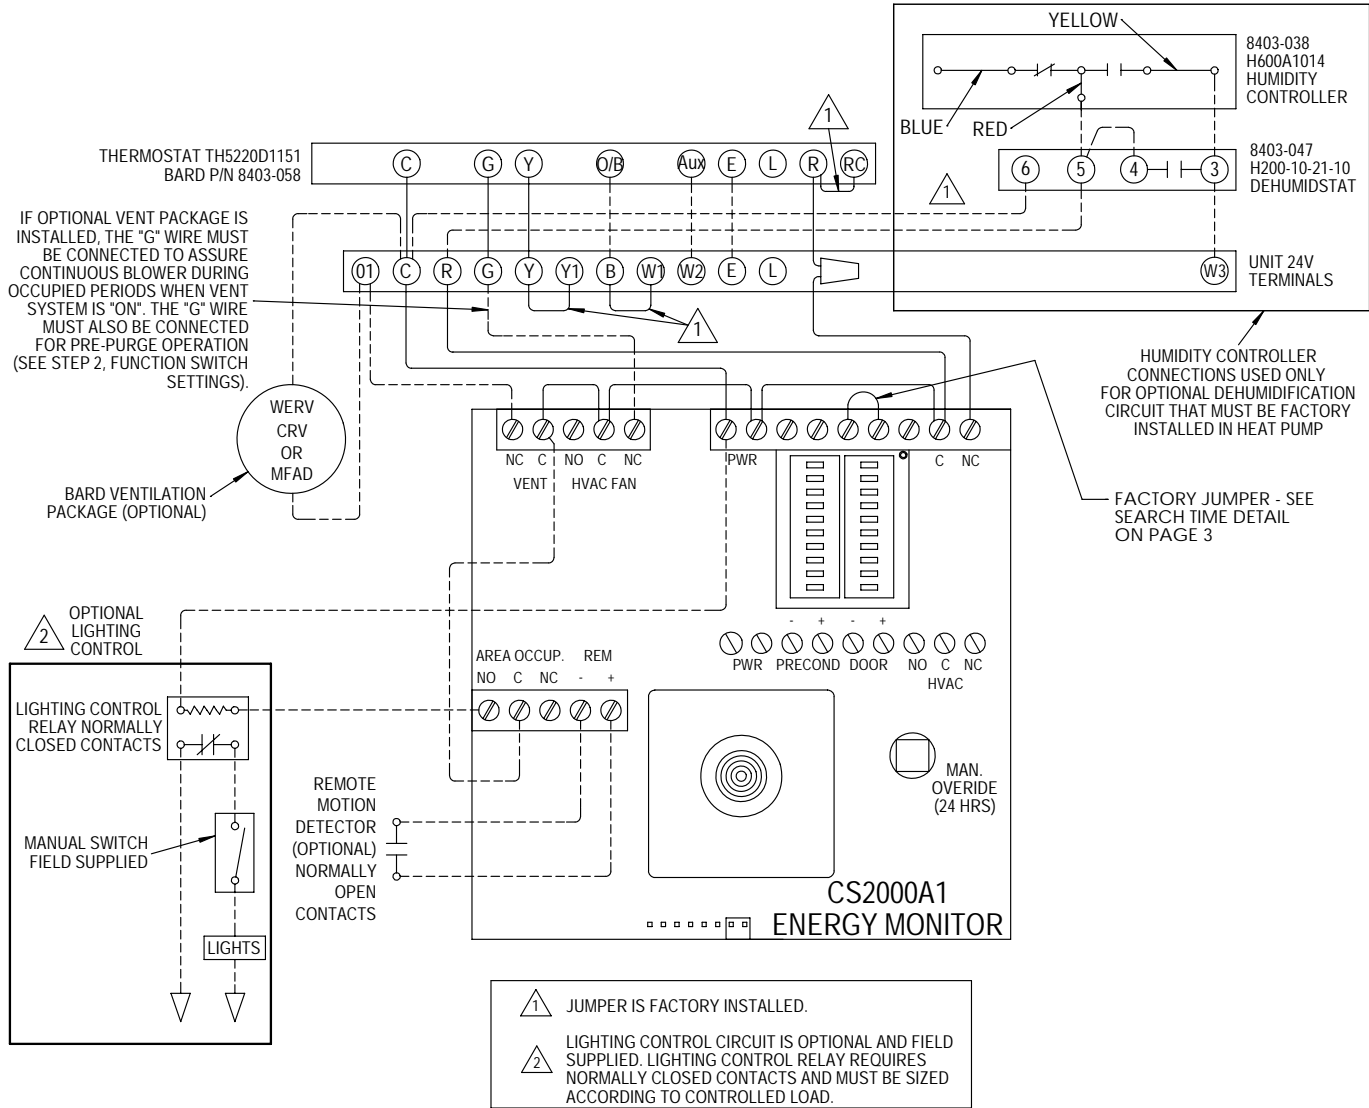 YELLOW
8403-038
H600A1014
HUMIDITY
CONTROLLER
BLUE
RED
1
THERMOSTAT TH5220D1151
BARD P/N 8403-058
C G Y O/B Aux E L R RC
8403-047
H200-10-21-10
DEHUMIDSTAT
6 5 4 3
1
IF OPTIONAL VENT PACKAGE IS
INSTALLED, THE "G" WIRE MUST
BE CONNECTED TO ASSURE
CONTINUOUS BLOWER DURING
OCCUPIED PERIODS WHEN VENT
SYSTEM IS "ON". THE "G" WIRE
MUST ALSO BE CONNECTED
FOR PRE-PURGE OPERATION
(SEE STEP 2, FUNCTION SWITCH
SETTINGS).
01 C R G Y Y1 B W1 W2 E L W3
UNIT 24V
TERMINALS
1
HUMIDITY CONTROLLER
CONNECTIONS USED ONLY
FOR OPTIONAL DEHUMIDIFICATION
CIRCUIT THAT MUST BE FACTORY
INSTALLED IN HEAT PUMP
WERV
CRV
OR
MFAD
BARD VENTILATION
PACKAGE (OPTIONAL)
NC C NO C NC
VENT HVAC FAN
PWR C NC
FACTORY JUMPER - SEE
SEARCH TIME DETAIL
ON PAGE 3
2
OPTIONAL
LIGHTING
CONTROL
- + - +
PWR PRECOND DOOR NO C NC
HVAC
AREA OCCUP. REM
NO C NC - +
LIGHTING CONTROL
RELAY NORMALLY
CLOSED CONTACTS
MANUAL SWITCH
FIELD SUPPLIED
LIGHTS
REMOTE
MOTION
DETECTOR
(OPTIONAL)
NORMALLY
OPEN
CONTACTS
MAN.
OVERIDE
(24 HRS)
CS2000A1
ENERGY MONITOR
1 JUMPER IS FACTORY INSTALLED.
2
LIGHTING CONTROL CIRCUIT IS OPTIONAL AND FIELD
SUPPLIED. LIGHTING CONTROL RELAY REQUIRES
NORMALLY CLOSED CONTACTS AND MUST BE SIZED
ACCORDING TO CONTROLLED LOAD.